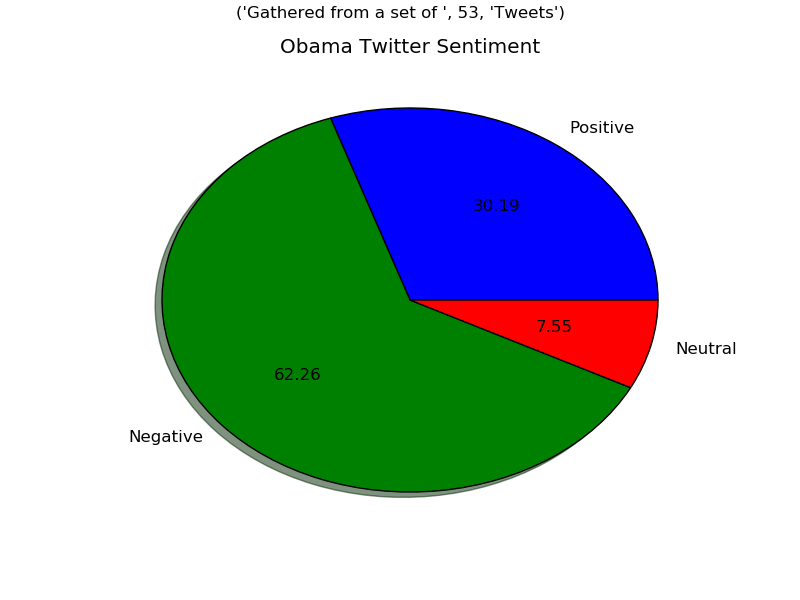 ('Gathered from a set of ', 53, 'Tweets')
Obama Twitter Sentiment
Positive
30.19
7.55
Neutral
62.26
Negative